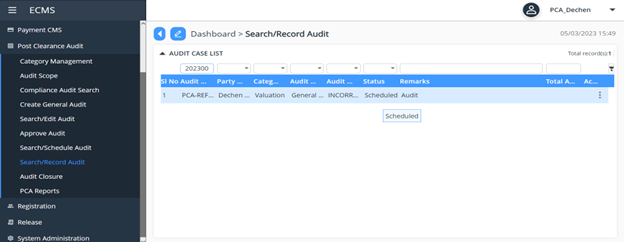 ECMS
PCA_Dechen
Payment CMS
Post Clearance Audit
Category Management
Audit Scope
Compliance Audit Search
Create General Audit
Search/Edit Audit
Approve Audit
Search/Schedule Audit
Search/Record Audit
Audit Closure
PCA Reports
Registration
Release
System Administration
Dashboard > Search/Record Audit
05/03/2023 15:49
AUDIT CASE LIST
Total record(s):1
202300
Sl No Audit ... Party ... Categ... Audit ... Audit ... Status Remarks Total A... Ac...
1 PCA-REF... Dechen ... Valuation General ... INCORR... Scheduled Audit
Scheduled